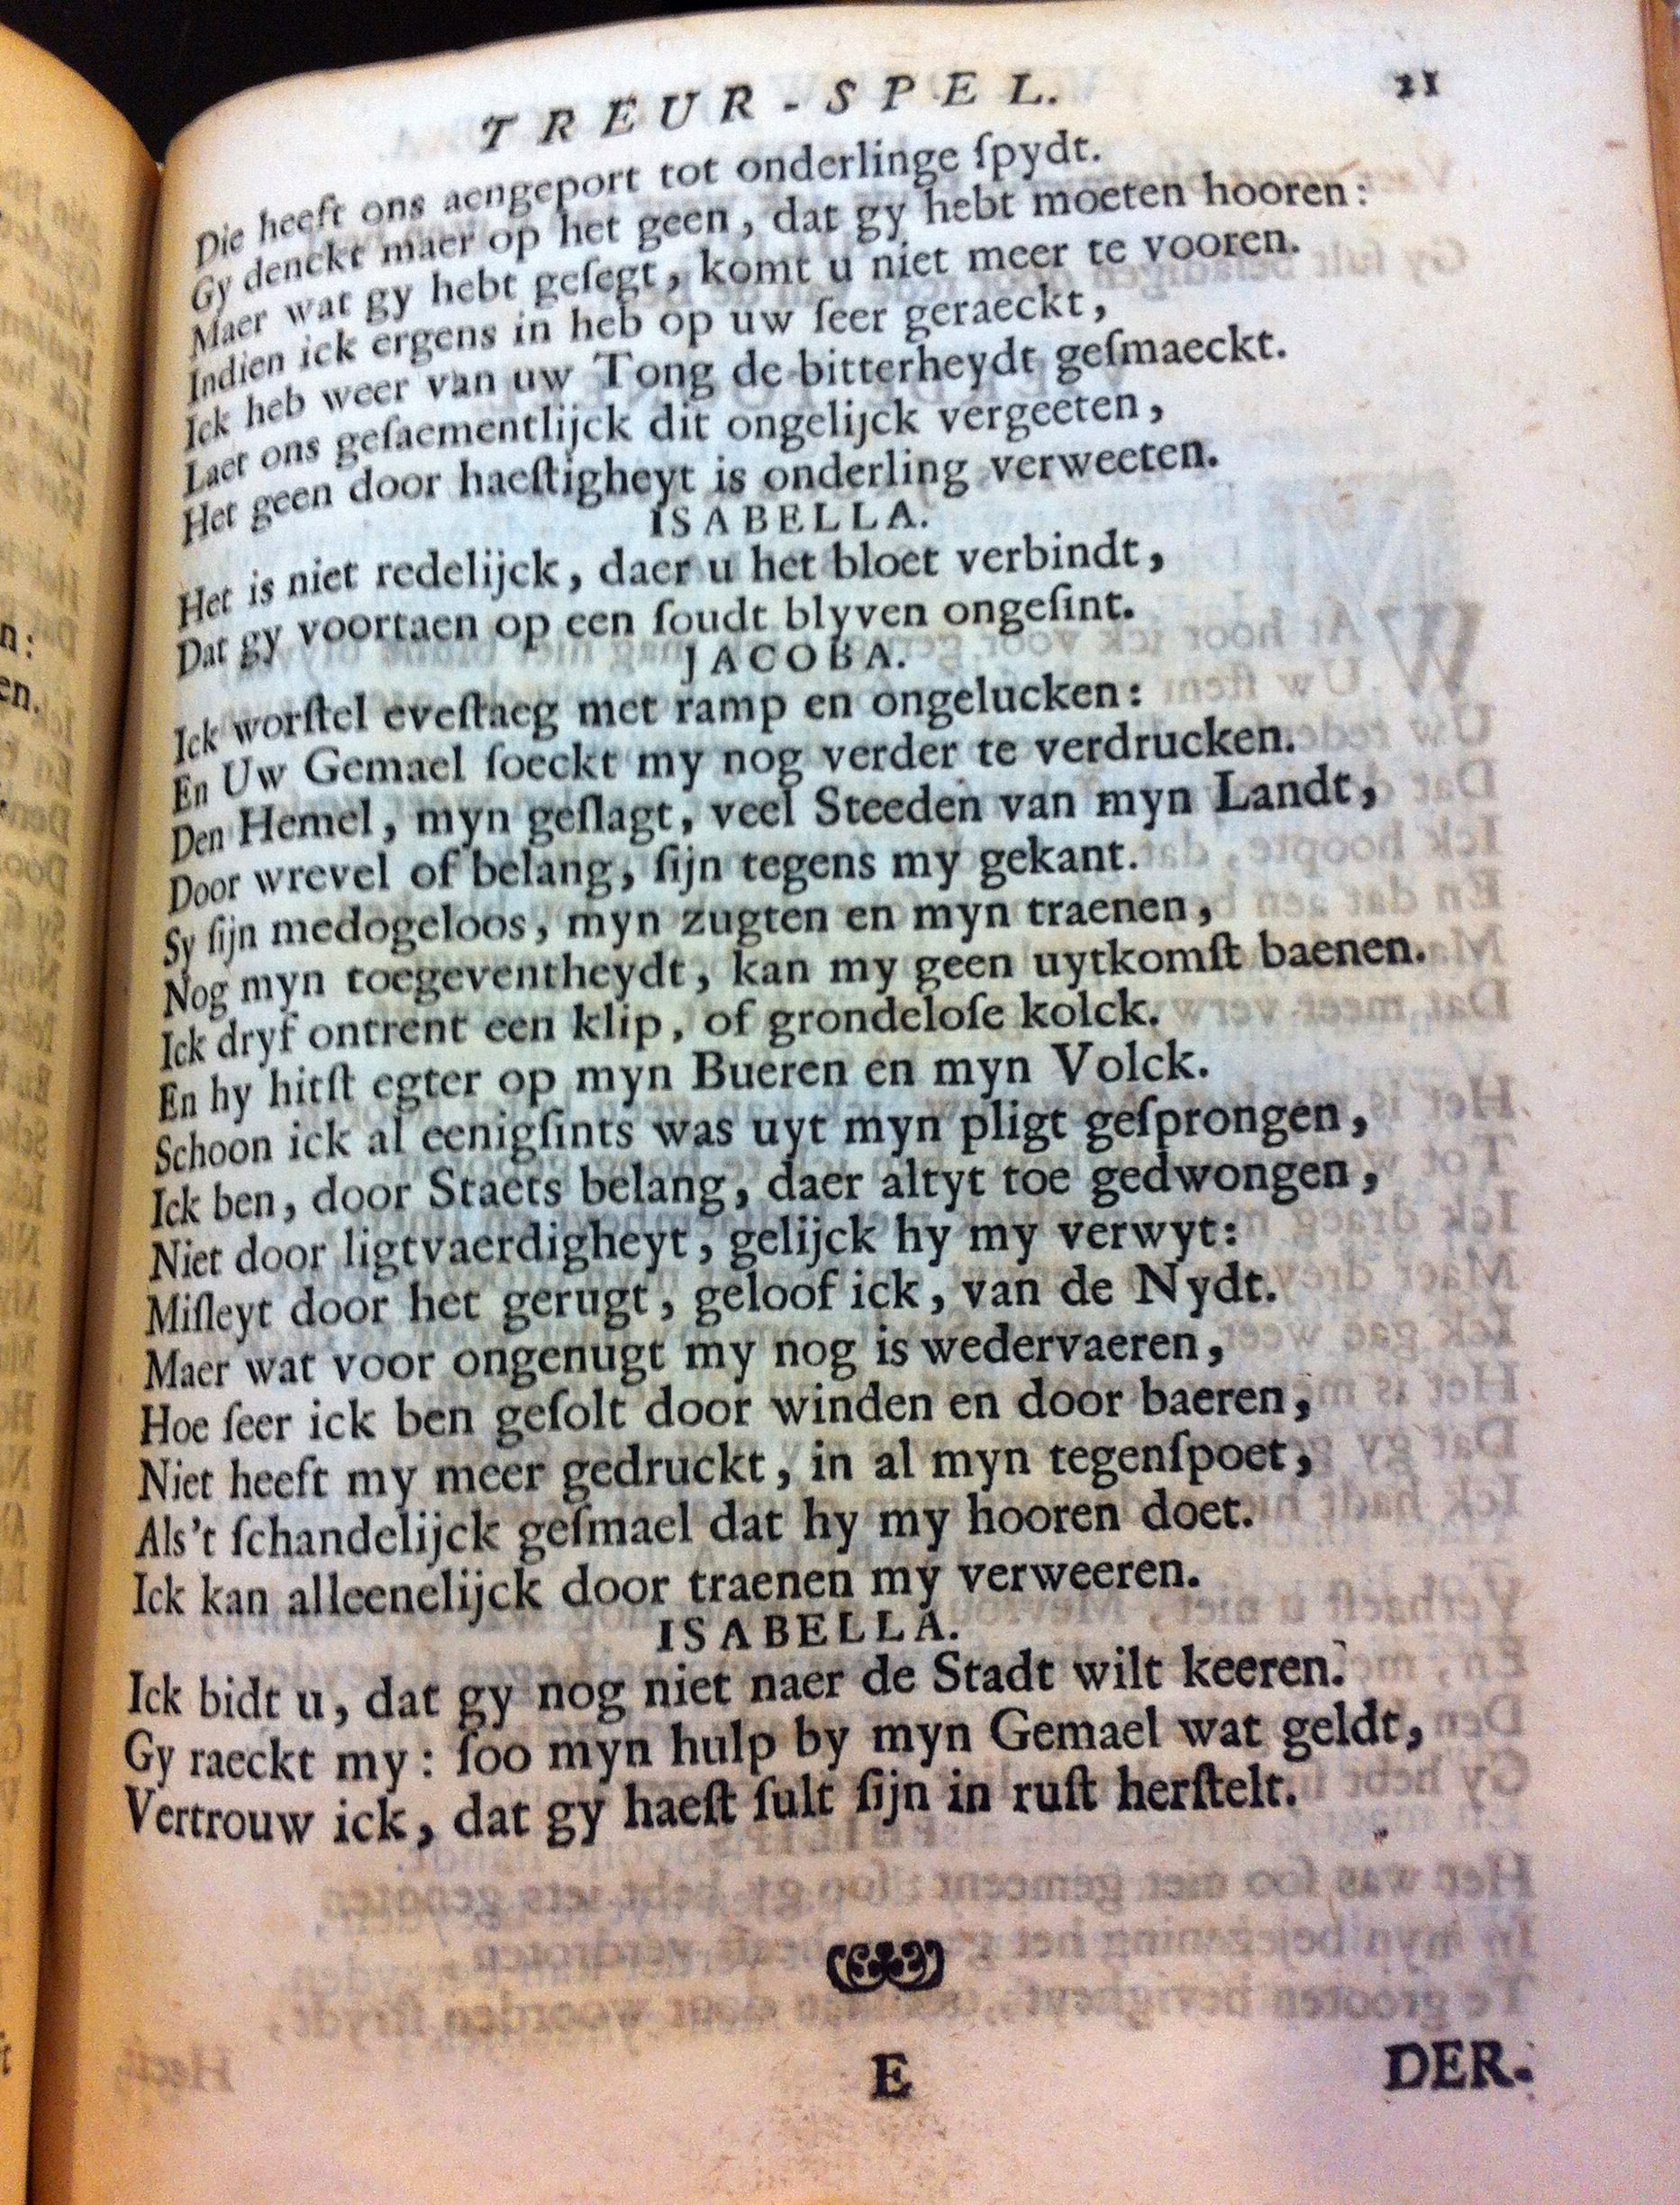 TREUR-SPEL. 21
Die heeft ons aengeport tot onderlinge ſpydt.
Gy denckt maer op het geen, dat gy hebt moeten hooren:
Maer wat gy hebt geſegt, komt u niet meer te vooren.
Indien ick ergens in heb op uw ſeer geraeckt,
Ick heb weer van uw Tong de bitterheydt geſmaeckt.
Laet ons geſaementlijck dit ongelijck vergeeten,
Het geen door haeſtigheyt is onderling verweeten.
ISABELLA.
Het is niet redelijck, daer u het bloet verbindt,
Dat gy voortaen op een ſoudt blyven ongeſint.
JACOBA.
Ick worſtel eveſtaeg met ramp en ongelucken:
En Uw Gemael ſoeckt my nog verder te verdrucken.
Den Hemel, myn geſlagt, veel Steeden van myn Landt,
Door wrevel of belang, ſijn tegens my gekant.
Sy ſijn medogeloos, myn zugten en myn traenen,
Nog myn toegeventheydt, kan my geen uytkomſt baenen.
Ick dryf ontrent een klip, of grondeloſe kolck.
En hy hitſt egter op myn Bueren en myn Volck.
Schoon ick al eenigſints was uyt myn pligt geſprongen,
Ick ben, door Staets belang, daer altyt toe gedwongen,
Niet door ligtvaerdigheyt, gelijck hy my verwyt:
Miſleyt door het gerugt, geloof ick, van de Nydt.
Maer wat voor ongenugt my nog is wedervaeren,
Hoe ſeer ick ben geſolt door winden en door baeren,
Niet heeft my meer gedruckt, in al myn tegenſpoet,
Als't ſchandelijck geſmael dat hy my hooren doet.
Ick kan alleenelijck door traenen my verweeren.
ISABELLA.
Ick bidt u, dat gy nog niet naer de Stadt wilt keeren.
Gy raeckt my: ſoo myn hulp by myn Gemael wat geldt,
Vertrouw ick, dat gy haeſt ſult ſijn in ruſt herſtelt.
E DER.